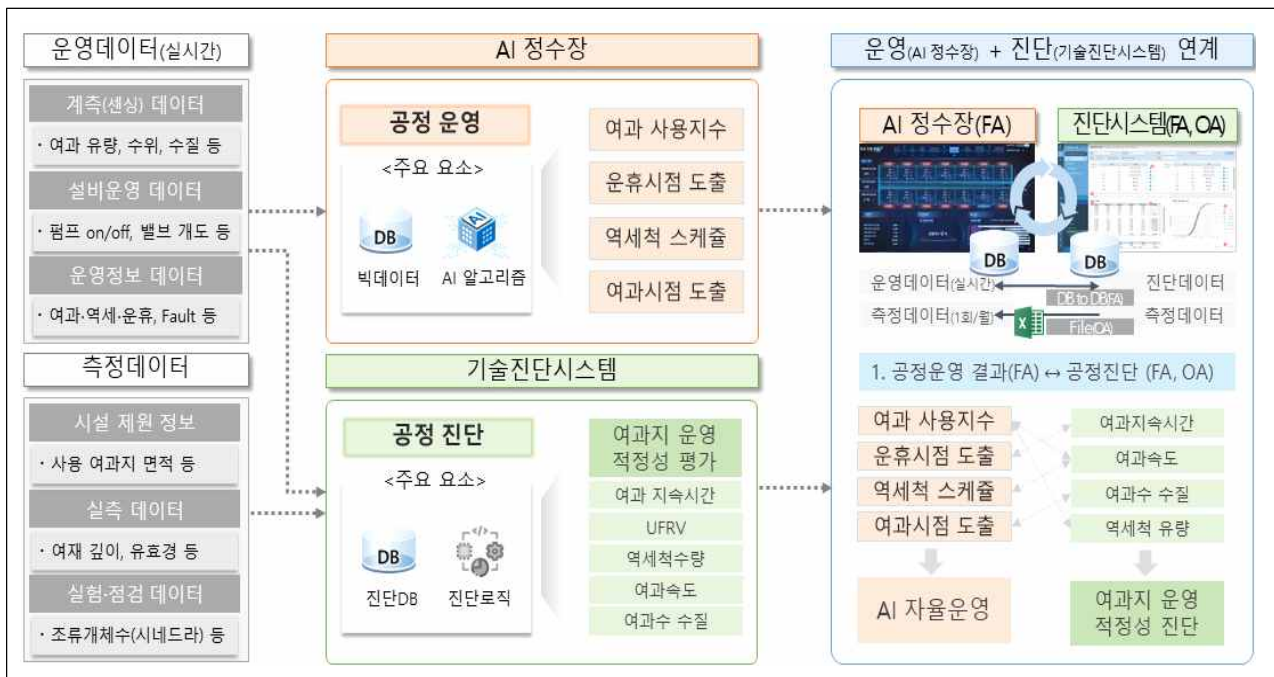 운영데이터(실시간)
계측(센싱) 데이터
· 여과 유량, 수위, 수질 등
설비운영 데이터
· 펌프 on/off, 밸브 개도 등
운영정보 데이터
· 여과·역세·운휴, Fault 등
측정데이터
시설 제원 정보
· 사용 여과지 면적 등
실측 데이터
· 여재 깊이, 유효경 등
실험·점검 데이터
· 조류개체수(시네드라) 등
AI 정수장
공정 운영
<주요 요소>
DB
AI
빅데이터
AI 알고리즘
여과 사용지수
운휴시점 도출
역세척 스케쥴
여과시점 도출
기술진단시스템
공정 진단
<주요 요소>
DB
</>
진단DB
진단로직
여과지 운영
적정성 평가
여과 지속시간
UFRV
역세척수량
여과속도
여과수 수질
운영(AI 정수장) + 진단(기술진단시스템) 연계
AI 정수장(FA)
진단시스템(FA, OA)
DB
DB
운영데이터(실시간)
DB to DB(FA)
진단데이터
측정데이터(1회/월)
File(OA)
측정데이터
1. 공정운영 결과(FA) ↔ 공정진단 (FA, OA)
여과 사용지수
운휴시점 도출
역세척 스케쥴
여과시점 도출
여과지속시간
여과속도
여과수 수질
역세척 유량
AI 자율운영
여과지 운영
적정성 진단